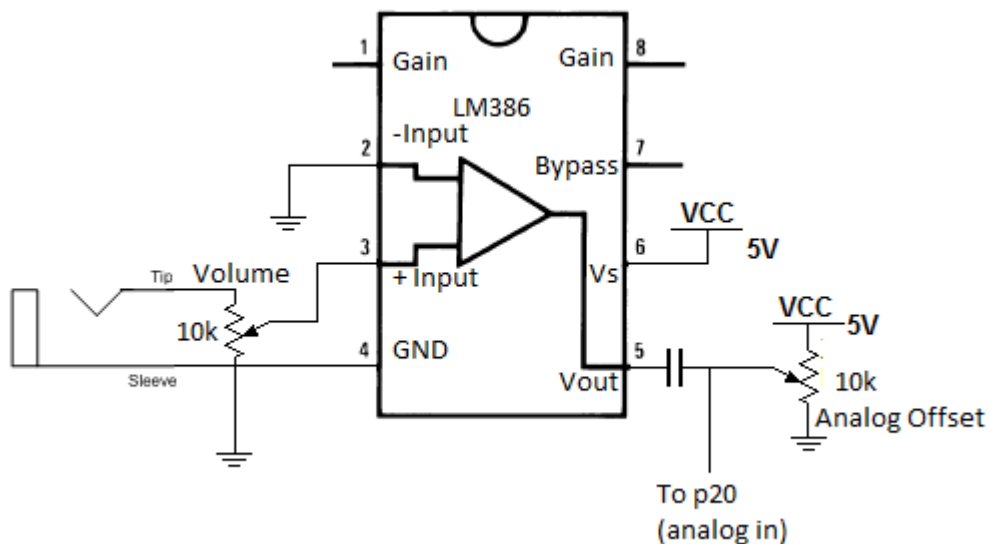 1
Gain
Gain
8
LM386
2
-Input
Bypass
7
VCC
5V
3
+ Input
6
Vs
Tip
Volume
10k
VCC
5V
4
GND
5
Vout
Sleeve
10k
Analog Offset
To p20
(analog in)